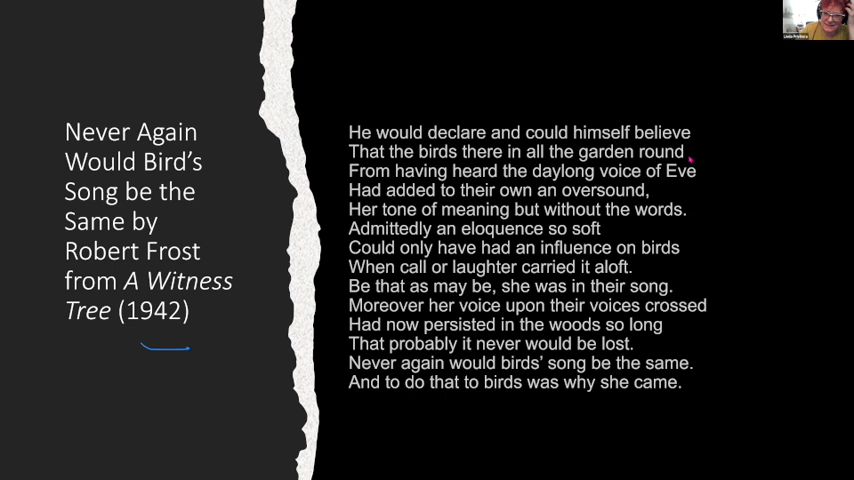 Never Again
Would Bird's
Song be the
Same by
Robert Frost
from A Witness
Tree (1942)
He would declare and could himself believe
That the birds there in all the garden round
From having heard the daylong voice of Eve
Had added to their own an oversound,
Her tone of meaning but without the words.
Admittedly an eloquence so soft
Could only have had an influence on birds
When call or laughter carried it aloft.
Be that as may be, she was in their song.
Moreover her voice upon their voices crossed
Had now persisted in the woods so long
That probably it never would be lost.
Never again would birds' song be the same.
And to do that to birds was why she came.